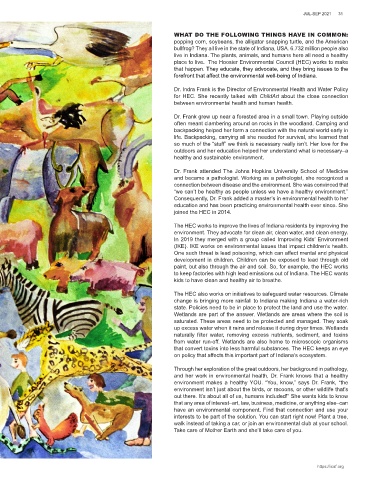 JUL-SEP 2021 31
WHAT DO THE FOLLOWING THINGS HAVE IN COMMON:
popping corn, soybeans, the alligator snapping turtle, and the American
bullfrog? They all live in the state of Indiana, USA. 6.732 million people also
live in Indiana. The plants, animals, and humans here all need a healthy
place to live. The Hoosier Environmental Council (HEC) works to make
that happen. They educate, they advocate, and they bring issues to the
forefront that affect the environmental well-being of Indiana.
Dr. Indra Frank is the Director of Environmental Health and Water Policy
for HEC. She recently talked with ChildArt about the close connection
between environmental health and human health.
Dr. Frank grew up near a forested area in a small town. Playing outside
often meant clambering around on rocks in the woodland. Camping and
backpacking helped her form a connection with the natural world early in
life. Backpacking, carrying all she needed for survival, she learned that
so much of the "stuff" we think is necessary really isn't. Her love for the
outdoors and her education helped her understand what is necessary–a
healthy and sustainable environment.
Dr. Frank attended The Johns Hopkins University School of Medicine
and became a pathologist. Working as a pathologist, she recognized a
connection between disease and the environment. She was convinced that
"we can't be healthy as people unless we have a healthy environment."
Consequently, Dr. Frank added a master's in environmental health to her
education and has been practicing environmental health ever since. She
joined the HEC in 2014.
The HEC works to improve the lives of Indiana residents by improving the
environment. They advocate for clean air, clean water, and clean energy.
In 2019 they merged with a group called Improving Kids' Environment
(IKE). IKE works on environmental issues that impact children's health.
One such threat is lead poisoning, which can affect mental and physical
development in children. Children can be exposed to lead through old
paint, but also through the air and soil. So, for example, the HEC works
to keep factories with high lead emissions out of Indiana. The HEC wants
kids to have clean and healthy air to breathe.
The HEC also works on initiatives to safeguard water resources. Climate
change is bringing more rainfall to Indiana making Indiana a water-rich
state. Policies need to be in place to protect the land and use the water.
Wetlands are part of the answer. Wetlands are areas where the soil is
saturated. These areas need to be protected and managed. They soak
up excess water when it rains and release it during dryer times. Wetlands
naturally filter water, removing excess nutrients, sediment, and toxins
from water run-off. Wetlands are also home to microscopic organisms
that convert toxins into less harmful substances. The HEC keeps an eye
on policy that affects this important part of Indiana's ecosystem.
Through her exploration of the great outdoors, her background in pathology,
and her work in environmental health, Dr. Frank knows that a healthy
environment makes a healthy YOU. "You, know," says Dr. Frank, "the
environment isn't just about the birds, or racoons, or other wildlife that's
out there. It's about all of us, humans included!" She wants kids to know
that any area of interest–art, law, business, medicine, or anything else–can
have an environmental component. Find that connection and use your
interests to be part of the solution. You can start right now! Plant a tree,
walk instead of taking a car, or join an environmental club at your school.
Take care of Mother Earth and she'll take care of you.
https://icaf.org